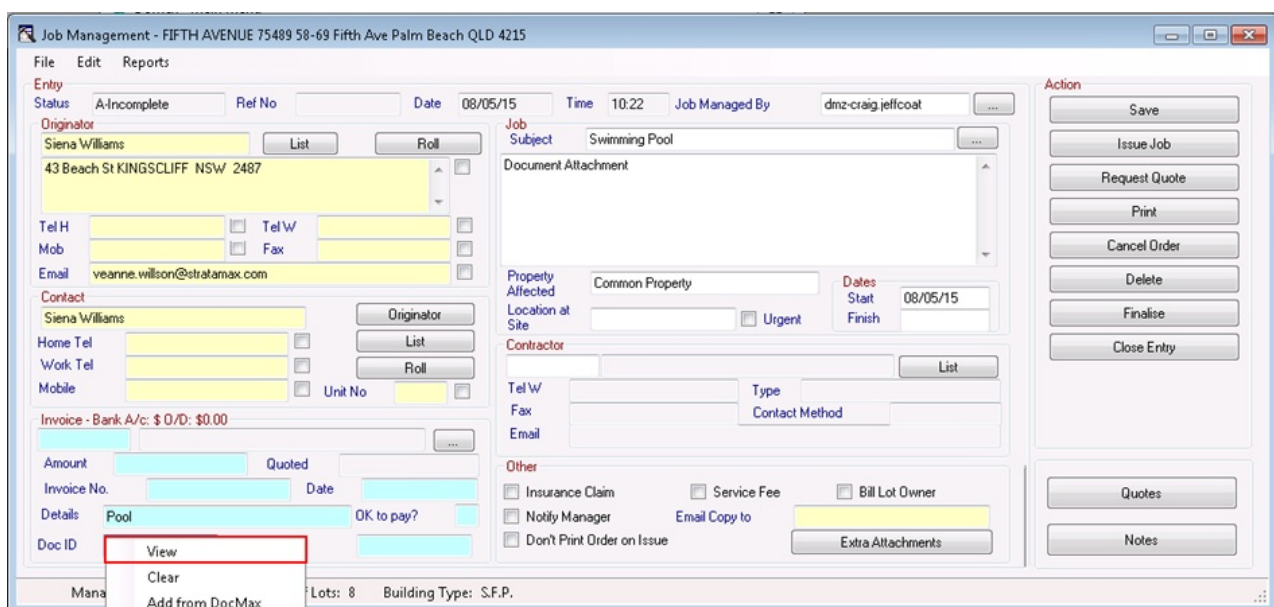 Job Management - FIFTH AVENUE 75489 58-69 Fifth Ave Palm Beach QLD 4215
File Edit Reports
Entry
Status A-Incomplete Ref No Date 08/05/15 Time 10:22 Job Managed By dmz-craig.jeffcoat ...
Originator
Siena Williams List Roll
43 Beach St KINGSCLIFF NSW 2487
Tel H Tel W
Mob Fax
Email veanne.willson@stratamax.com
Contact
Siena Williams Originator
Home Tel List
Work Tel Roll
Mobile Unit No
Invoice - Bank A/c: $ O/D: $0.00
...
Amount Quoted
Invoice No. Date
Details Pool OK to pay?
Doc ID
View
Clear
Add from DocMax
Job
Subject Swimming Pool ...
Document Attachment
Property Affected Common Property
Location at Site Urgent
Dates
Start 08/05/15
Finish
Contractor
List
Tel W Type
Fax Contact Method
Email
Other
Insurance Claim Service Fee Bill Lot Owner
Notify Manager Email Copy to
Don't Print Order on Issue Extra Attachments
Action
Save
Issue Job
Request Quote
Print
Cancel Order
Delete
Finalise
Close Entry
Quotes
Notes
Lots: 8 Building Type: S.F.P.